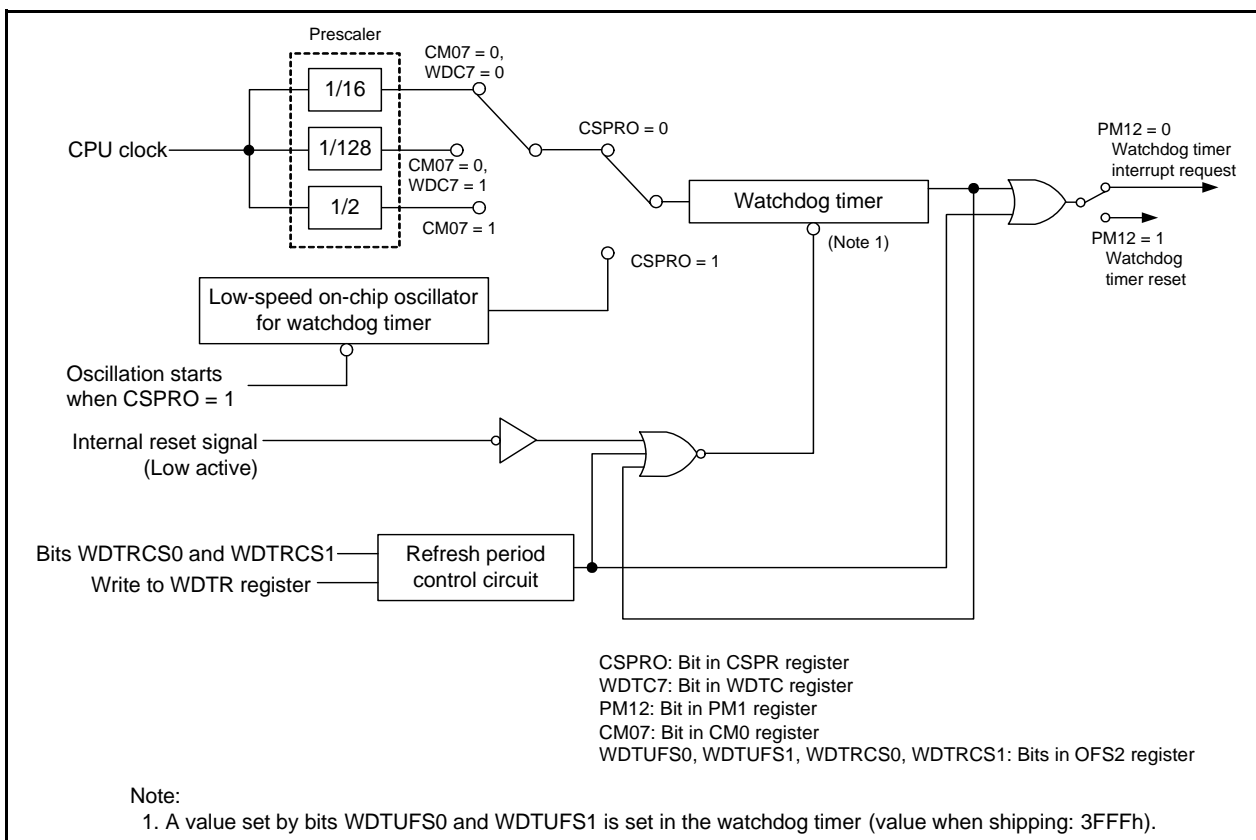 Prescaler
CM07 = 0,
WDC7 = 0
1/16
CSPRO = 0
PM12 = 0
Watchdog timer
interrupt request
CPU clock
1/128
CM07 = 0,
WDC7 = 1
1/2
CM07 = 1
Watchdog timer
(Note 1)
PM12 = 1
Watchdog
timer reset
CSPRO = 1
Low-speed on-chip oscillator
for watchdog timer
Oscillation starts
when CSPRO = 1
Internal reset signal
(Low active)
Bits WDTRCS0 and WDTRCS1
Write to WDTR register
Refresh period
control circuit
CSPRO: Bit in CSPR register
WDTC7: Bit in WDTC register
PM12: Bit in PM1 register
CM07: Bit in CM0 register
WDTUFS0, WDTUFS1, WDTRCS0, WDTRCS1: Bits in OFS2 register
Note:
1. A value set by bits WDTUFS0 and WDTUFS1 is set in the watchdog timer (value when shipping: 3FFFh).